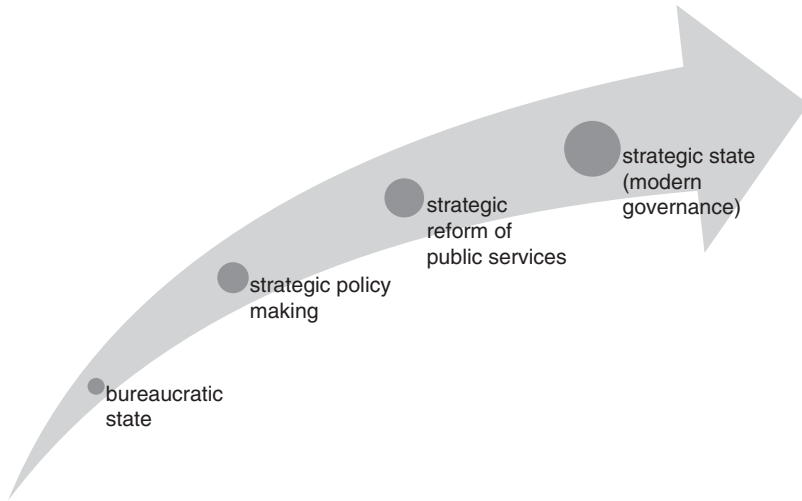 strategic state
(modern
governance)
strategic
reform of
public services
strategic policy
making
bureaucratic
state